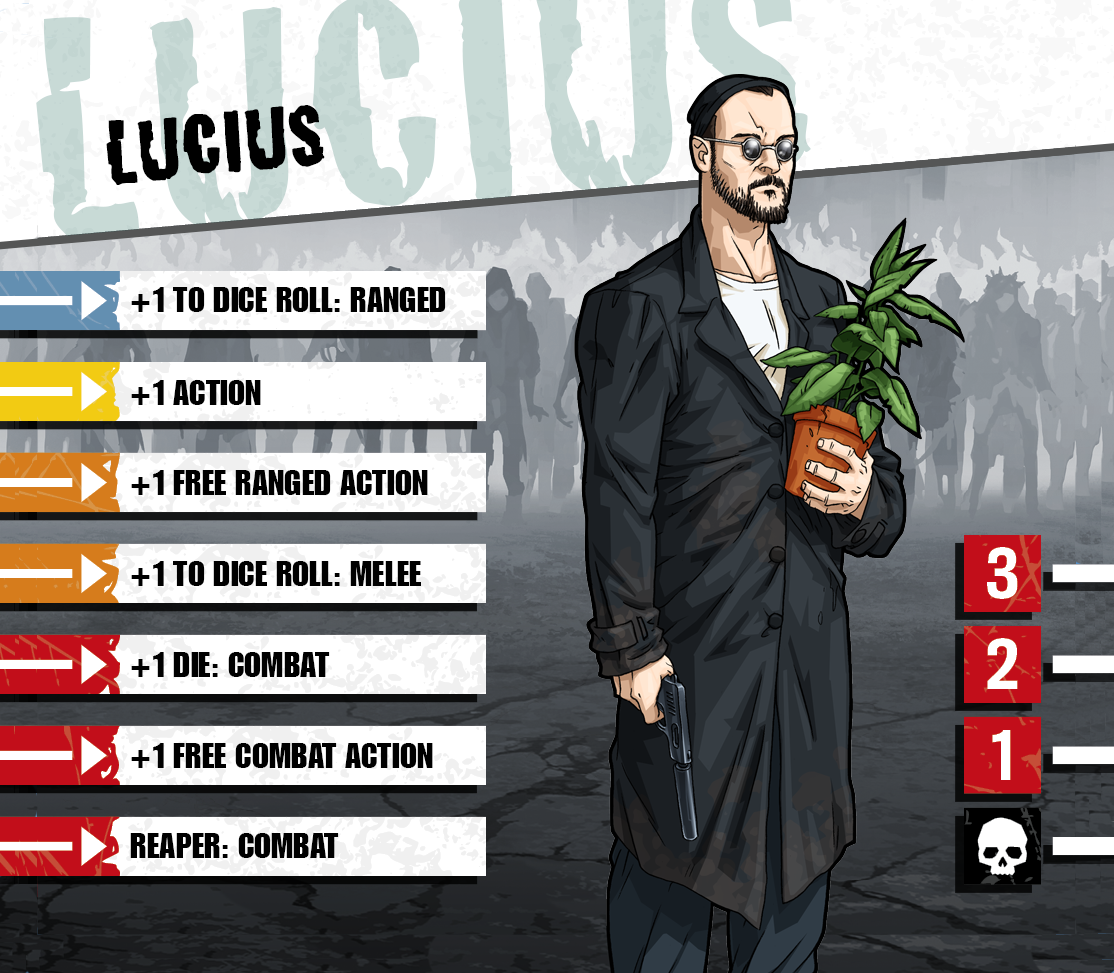 LUCIUS
LUCIUS
+1 TO DICE ROLL: RANGED
+1 ACTION
+1 FREE RANGED ACTION
+1 TO DICE ROLL: MELEE
+1 DIE: COMBAT
+1 FREE COMBAT ACTION
REAPER: COMBAT
3
2
1